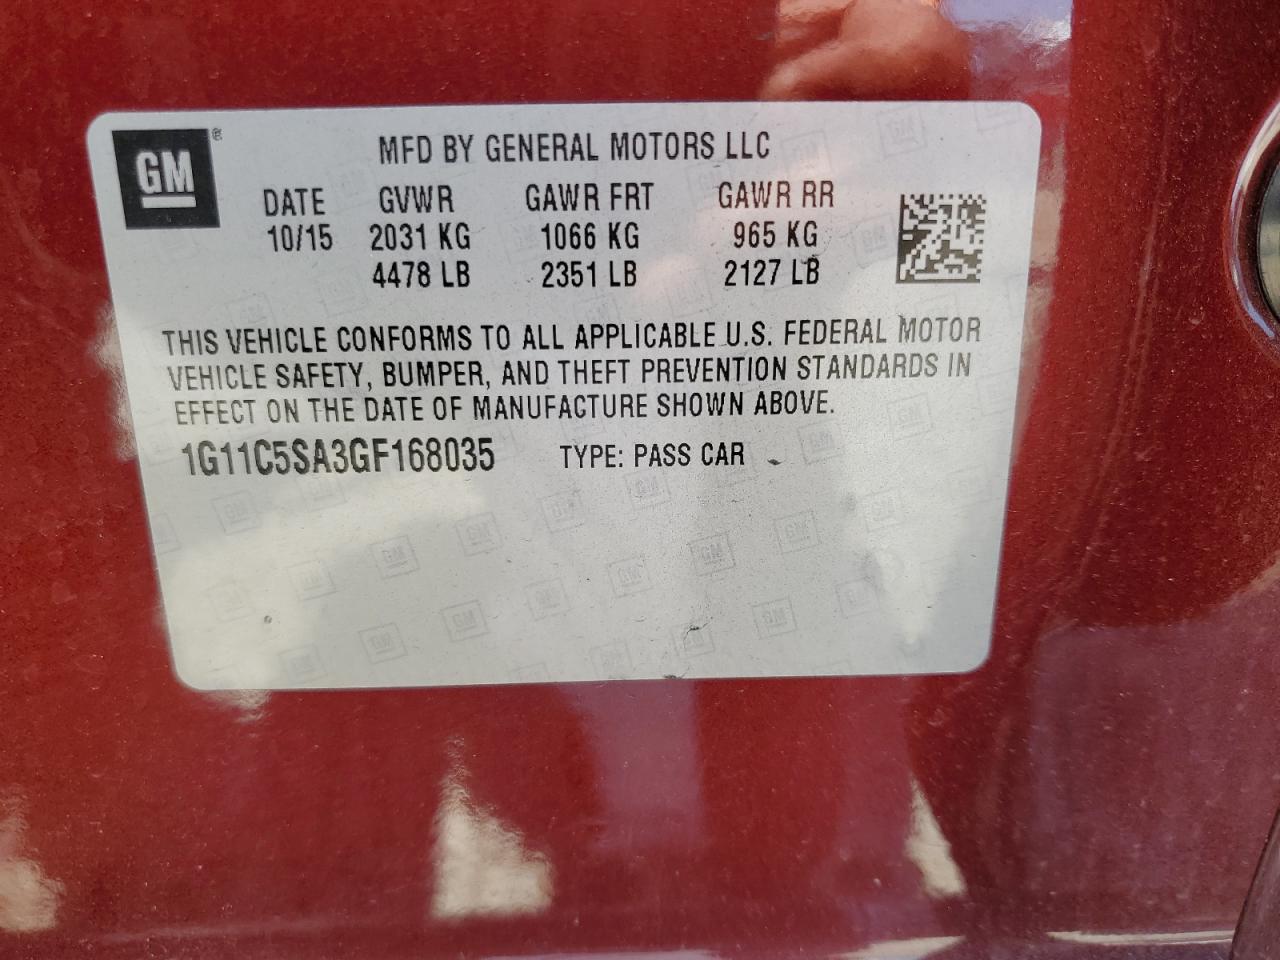 GM®
MFD BY GENERAL MOTORS LLC
DATE GVWR GAWR FRT GAWR RR
10/15 2031 KG 1066 KG 965 KG
4478 LB 2351 LB 2127 LB
THIS VEHICLE CONFORMS TO ALL APPLICABLE U.S. FEDERAL MOTOR
VEHICLE SAFETY, BUMPER, AND THEFT PREVENTION STANDARDS IN
EFFECT ON THE DATE OF MANUFACTURE SHOWN ABOVE.
1G11C5SA3GF168035 TYPE: PASS CAR